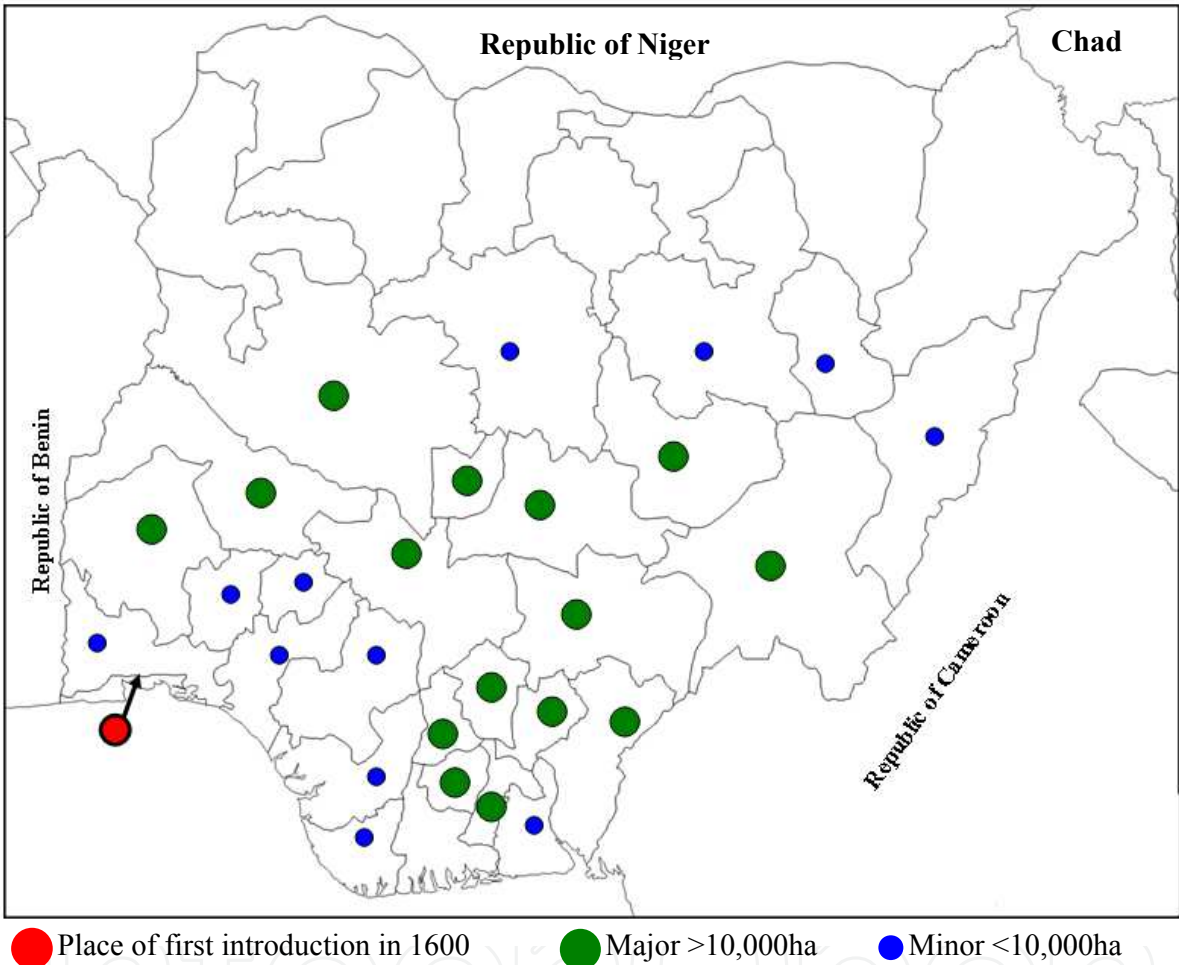 Republic of Niger
Chad
Republic of Benin
Republic of Cameroon
Place of first introduction in 1600
Major >10,000ha
Minor <10,000ha